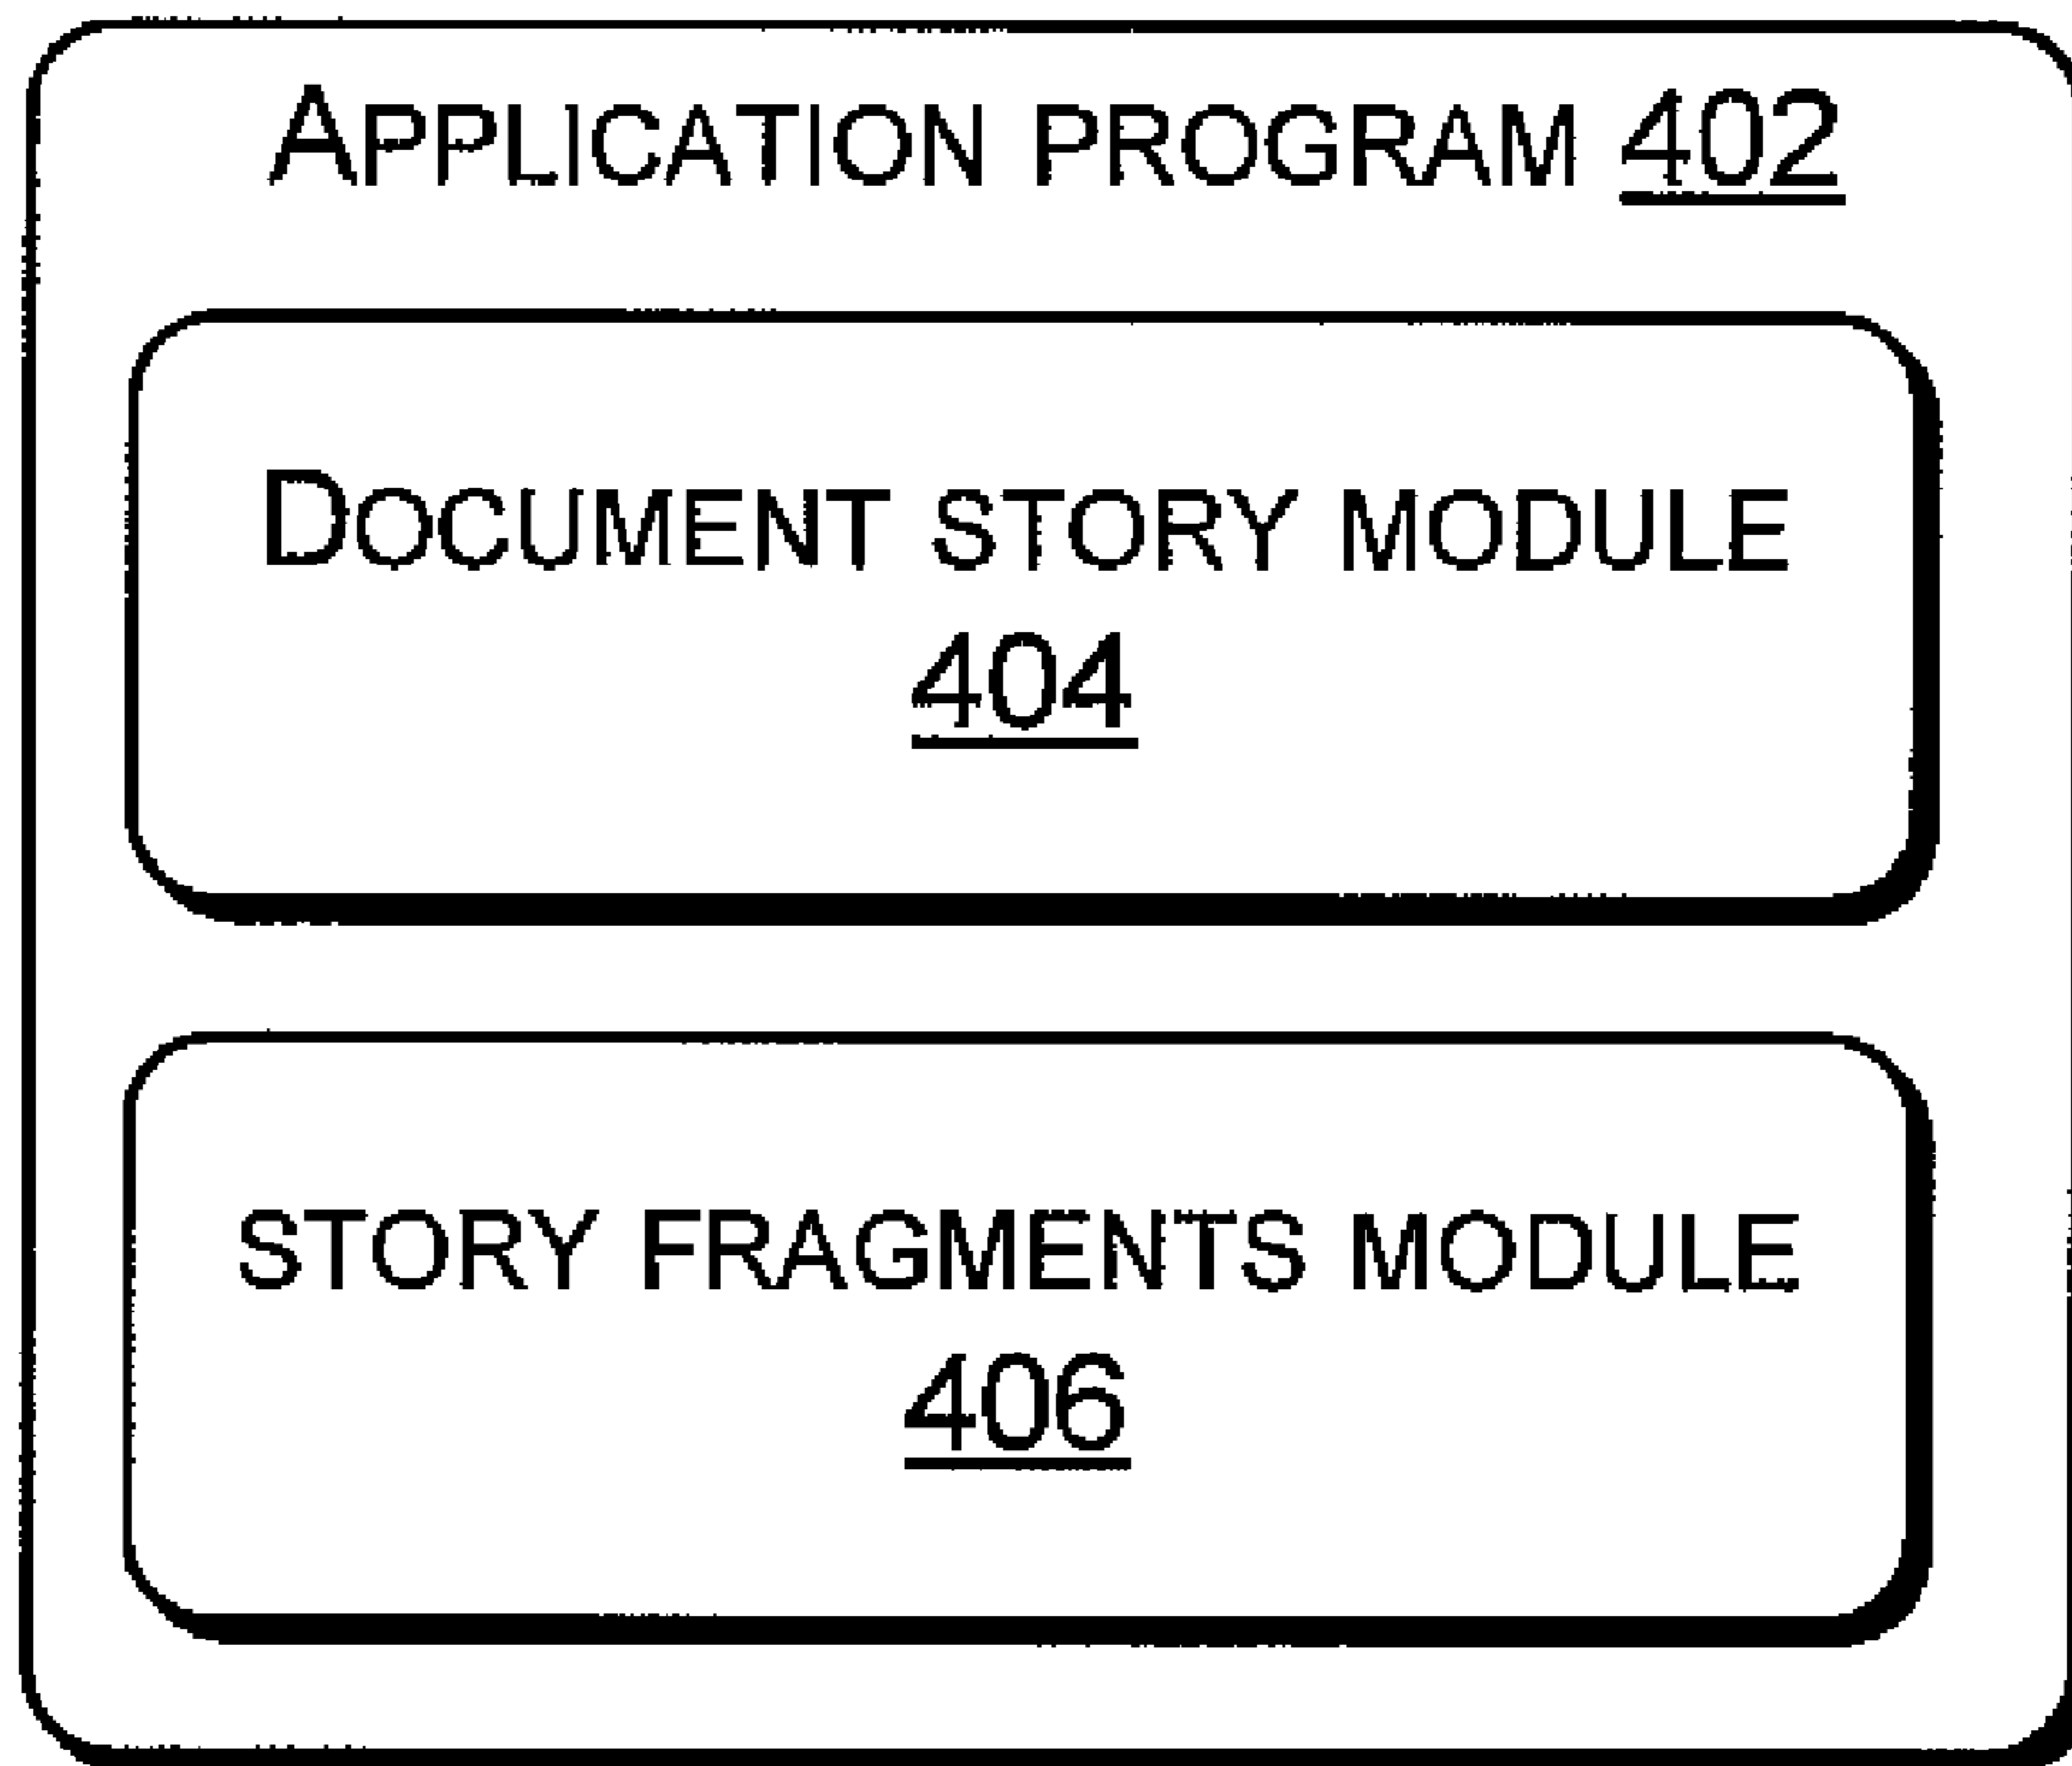 APPLICATION PROGRAM 402
DOCUMENT STORY MODULE
404
STORY FRAGMENTS MODULE
406